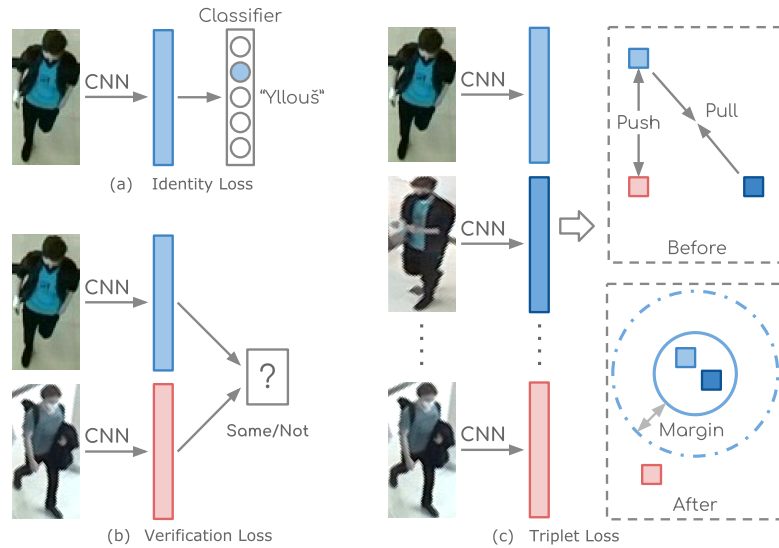 Classifier
CNN
“Yllouš“
(a) Identity Loss
CNN
?
Same/Not
CNN
(b) Verification Loss
CNN
CNN
CNN
(c) Triplet Loss
Push
Pull
Before
Margin
After